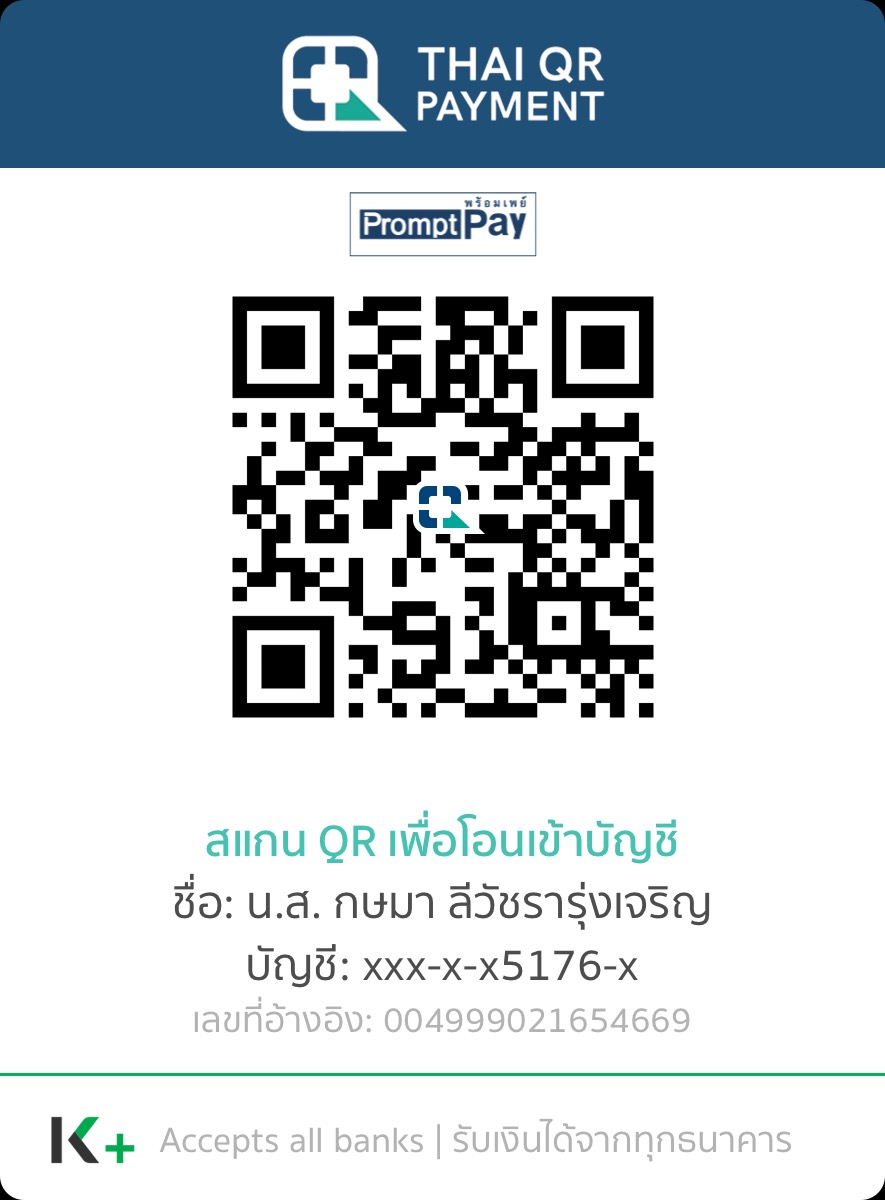 THAI QR
PAYMENT
พร้อมเพย์
PromptPay
สแกน QR เพื่อโอนเข้าบัญชี
ชื่อ: น.ส. กษมา ลีวัชรารุ่งเจริญ
บัญชี: xxx-x-x5176-x
เลขที่อ้างอิง: 004999021654669
K+ Accepts all banks | รับเงินได้จากทุกธนาคาร